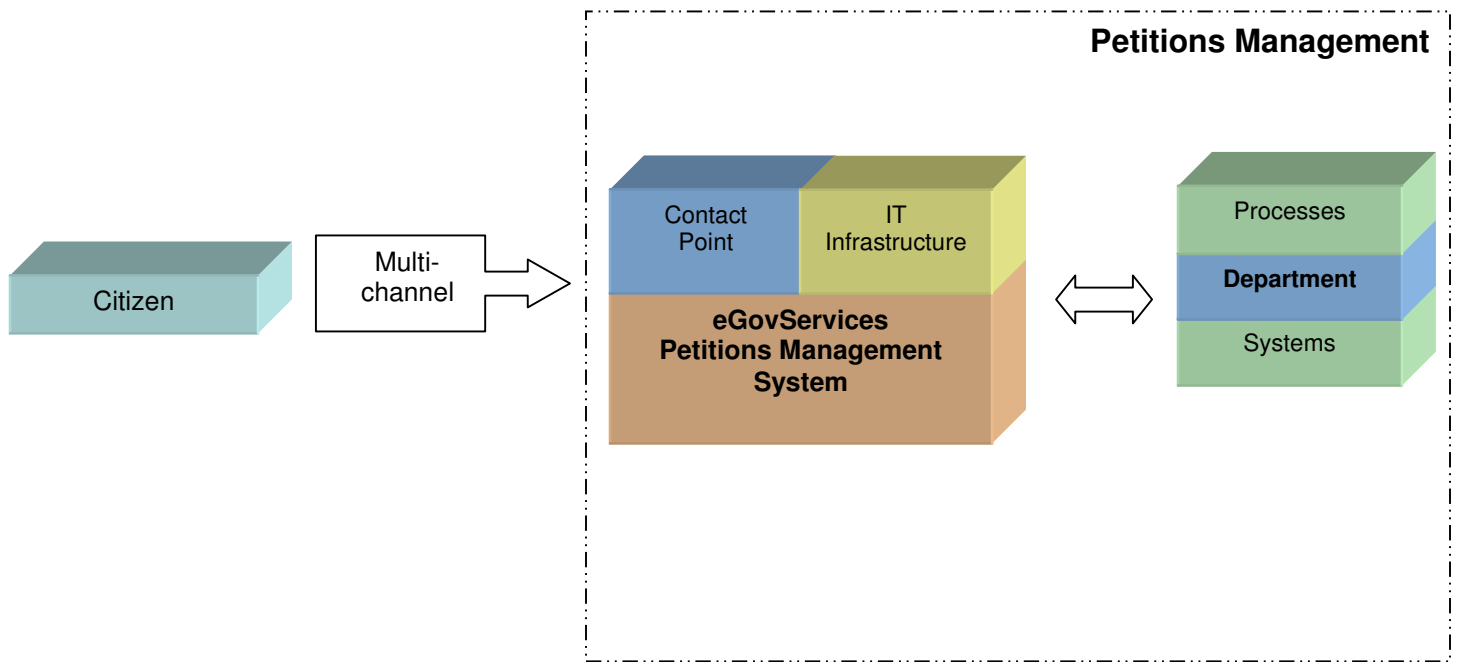 Petitions Management
Citizen
Multi-
channel
Contact
Point
IT
Infrastructure
eGovServices
Petitions Management
System
Processes
Department
Systems